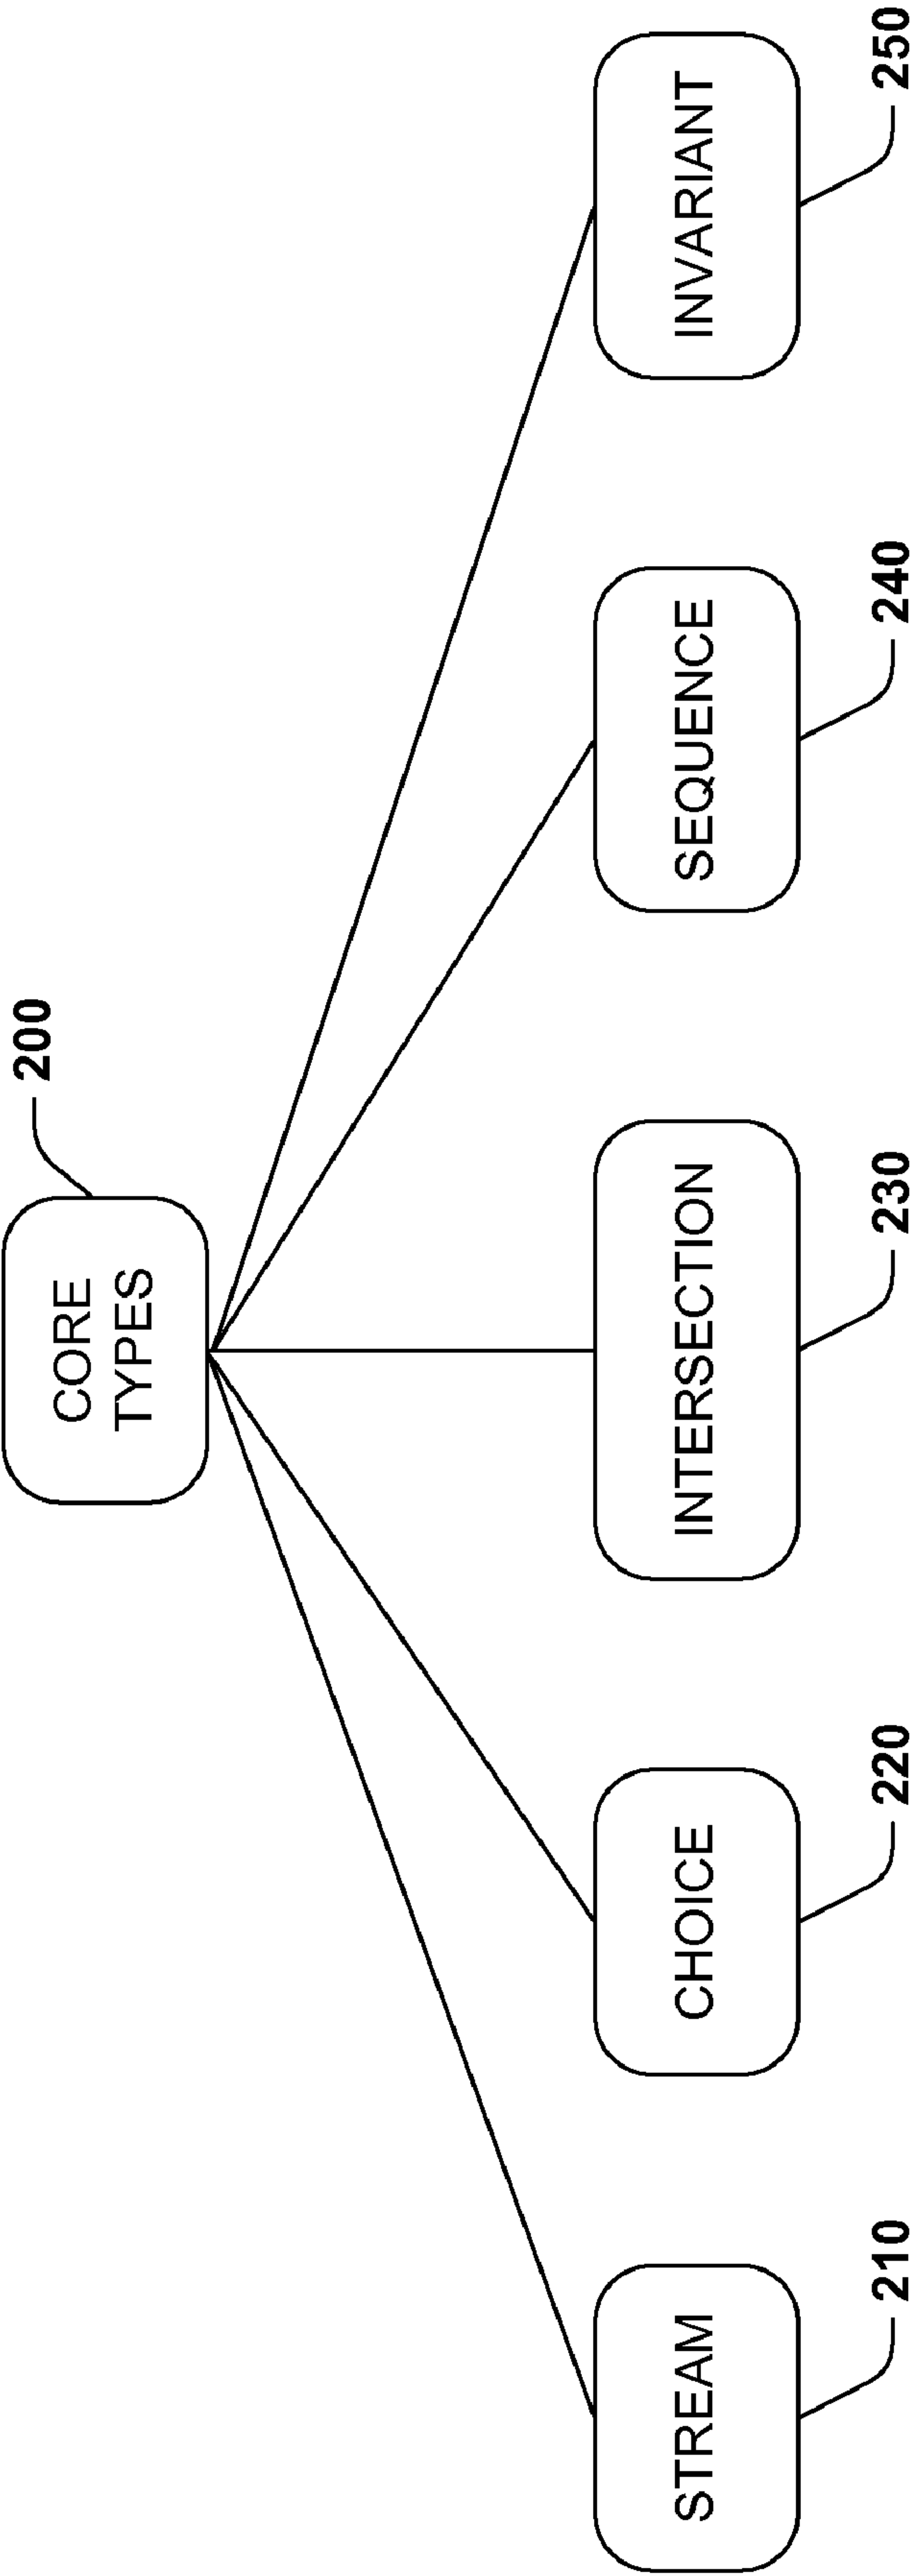 200
CORE
TYPES
STREAM
CHOICE
INTERSECTION
SEQUENCE
INVARIANT
210
220
230
240
250